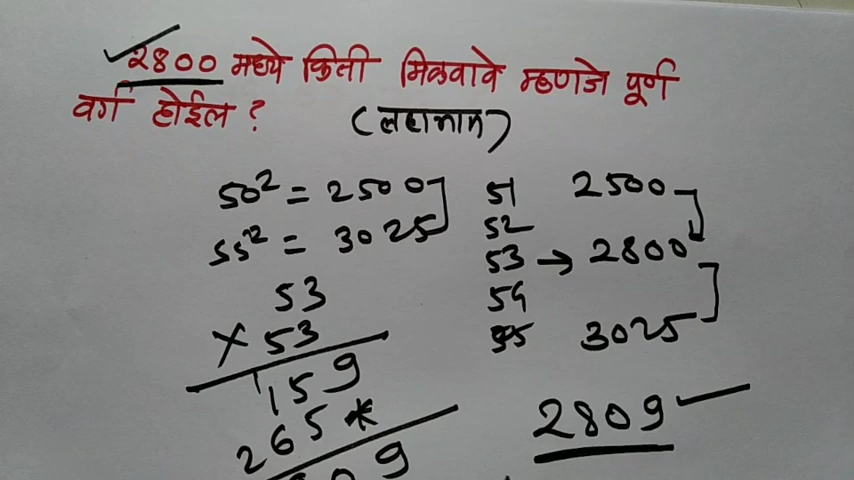 2800 मध्ये किती मिळवावे म्हणजे पूर्ण
वर्ग होईल ? (लहानात)
50² = 2500
55² = 3025
53
× 53
159
265*
09
51 2500
52
53 → 2800
54
55 3025
2809